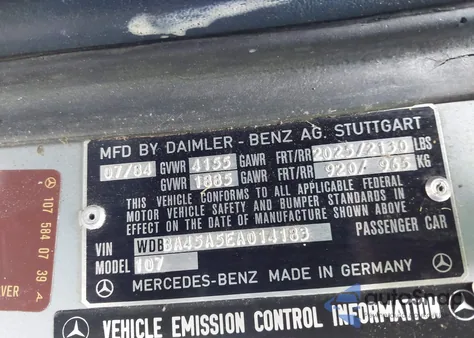 MFD BY DAIMLER - BENZ AG. STUTTGART
07/84 GVWR 4155 GAWR FRT/RR 2025/2130 LBS
GVWR 1885 GAWR FRT/RR 920/ 965 KG
THIS VEHICLE CONFORMS TO ALL APPLICABLE FEDERAL
MOTOR VEHICLE SAFETY AND BUMPER STANDARDS IN
EFFECT ON THE DATE OF MANUFACTURE SHOWN ABOVE.
VIN WDBBA45A5EA014183 PASSENGER CAR
MODEL 107
MERCEDES-BENZ MADE IN GERMANY
VEHICLE EMISSION CONTROL INFORMATION
107 584 07 39 A
VER